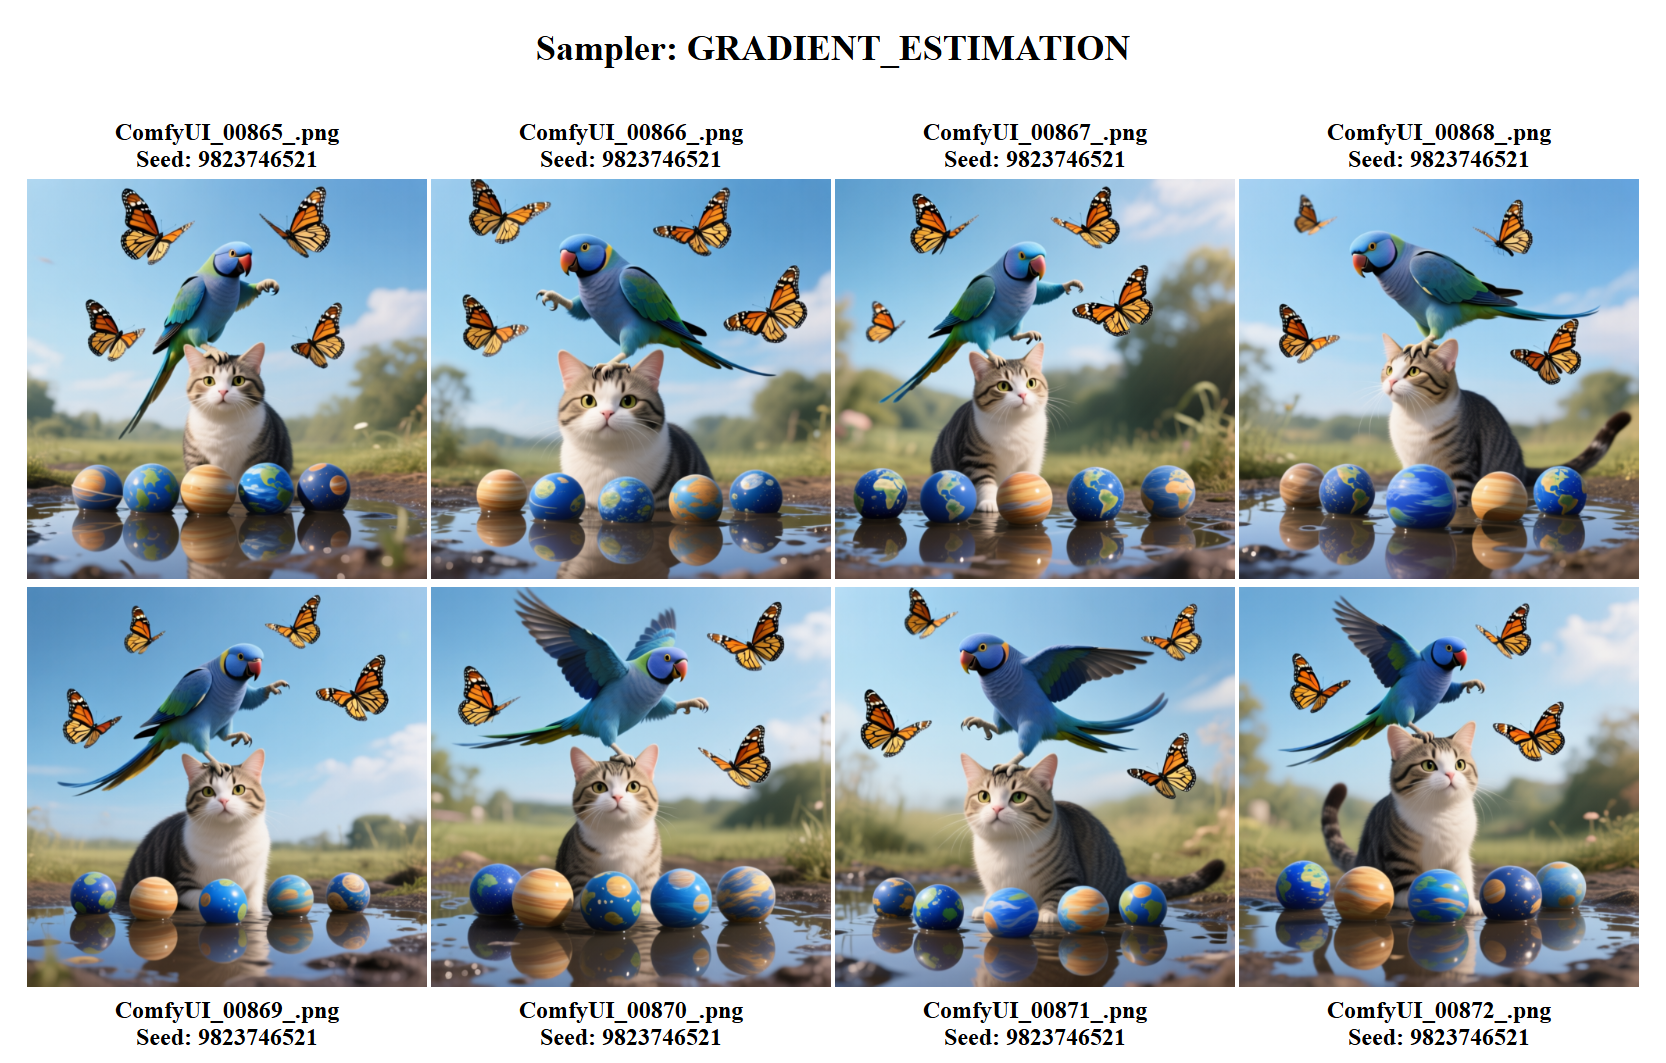 Sampler: GRADIENT_ESTIMATION
ComfyUI_00865_.png
Seed: 9823746521
ComfyUI_00866_.png
Seed: 9823746521
ComfyUI_00867_.png
Seed: 9823746521
ComfyUI_00868_.png
Seed: 9823746521
ComfyUI_00869_.png
Seed: 9823746521
ComfyUI_00870_.png
Seed: 9823746521
ComfyUI_00871_.png
Seed: 9823746521
ComfyUI_00872_.png
Seed: 9823746521